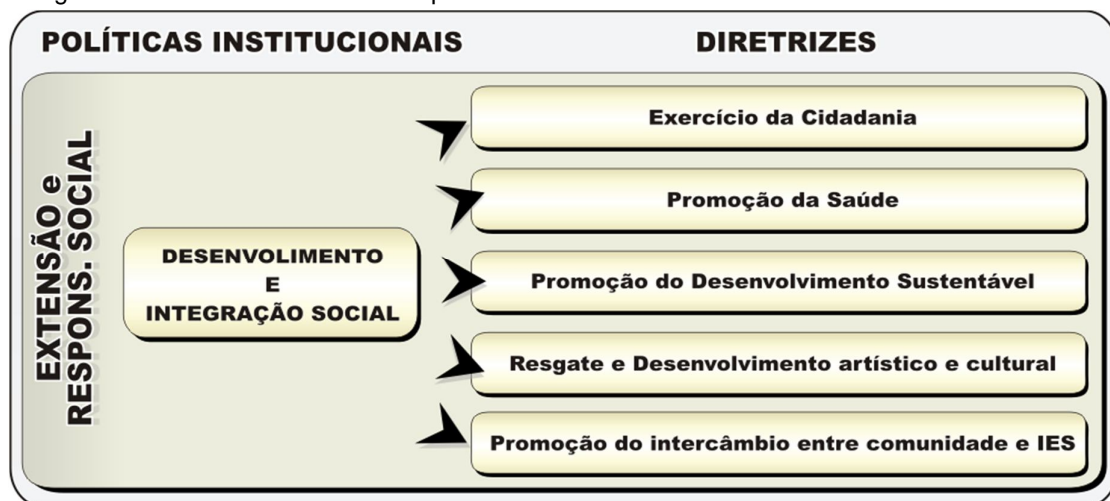 POLÍTICAS INSTITUCIONAIS
DIRETRIZES
EXTENSÃO e
RESPONS. SOCIAL
DESENVOLIMENTO
E
INTEGRAÇÃO SOCIAL
Exercício da Cidadania
Promoção da Saúde
Promoção do Desenvolvimento Sustentável
Resgate e Desenvolvimento artístico e cultural
Promoção do intercâmbio entre comunidade e IES